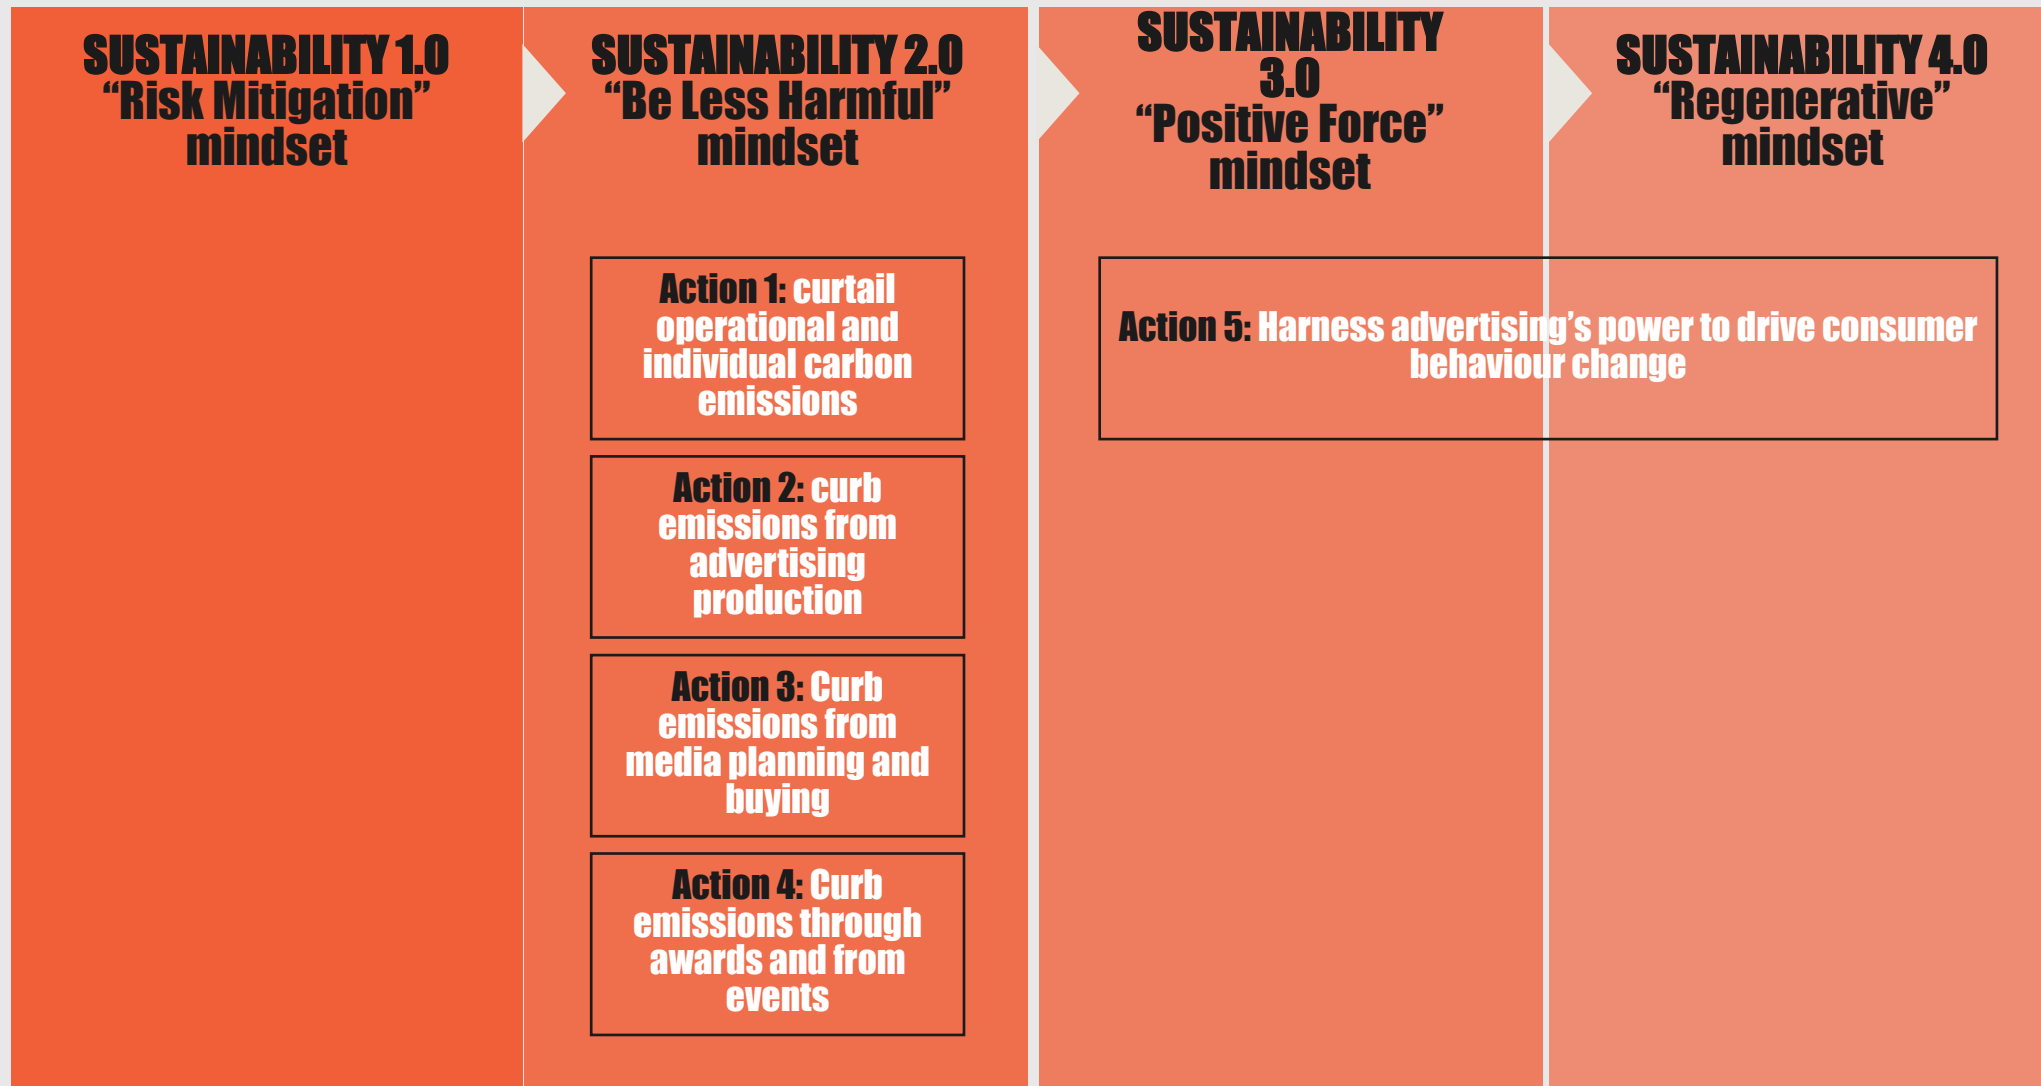 SUSTAINABILITY 1.0
“Risk Mitigation”
mindset
SUSTAINABILITY 2.0
“Be Less Harmful”
mindset
SUSTAINABILITY
3.0
“Positive Force”
mindset
SUSTAINABILITY 4.0
“Regenerative”
mindset
Action 1: curtail
operational and
individual carbon
emissions
Action 2: curb
emissions from
advertising
production
Action 3: Curb
emissions from
media planning and
buying
Action 4: Curb
emissions through
awards and from
events
Action 5: Harness advertising’s power to drive consumer
behaviour change